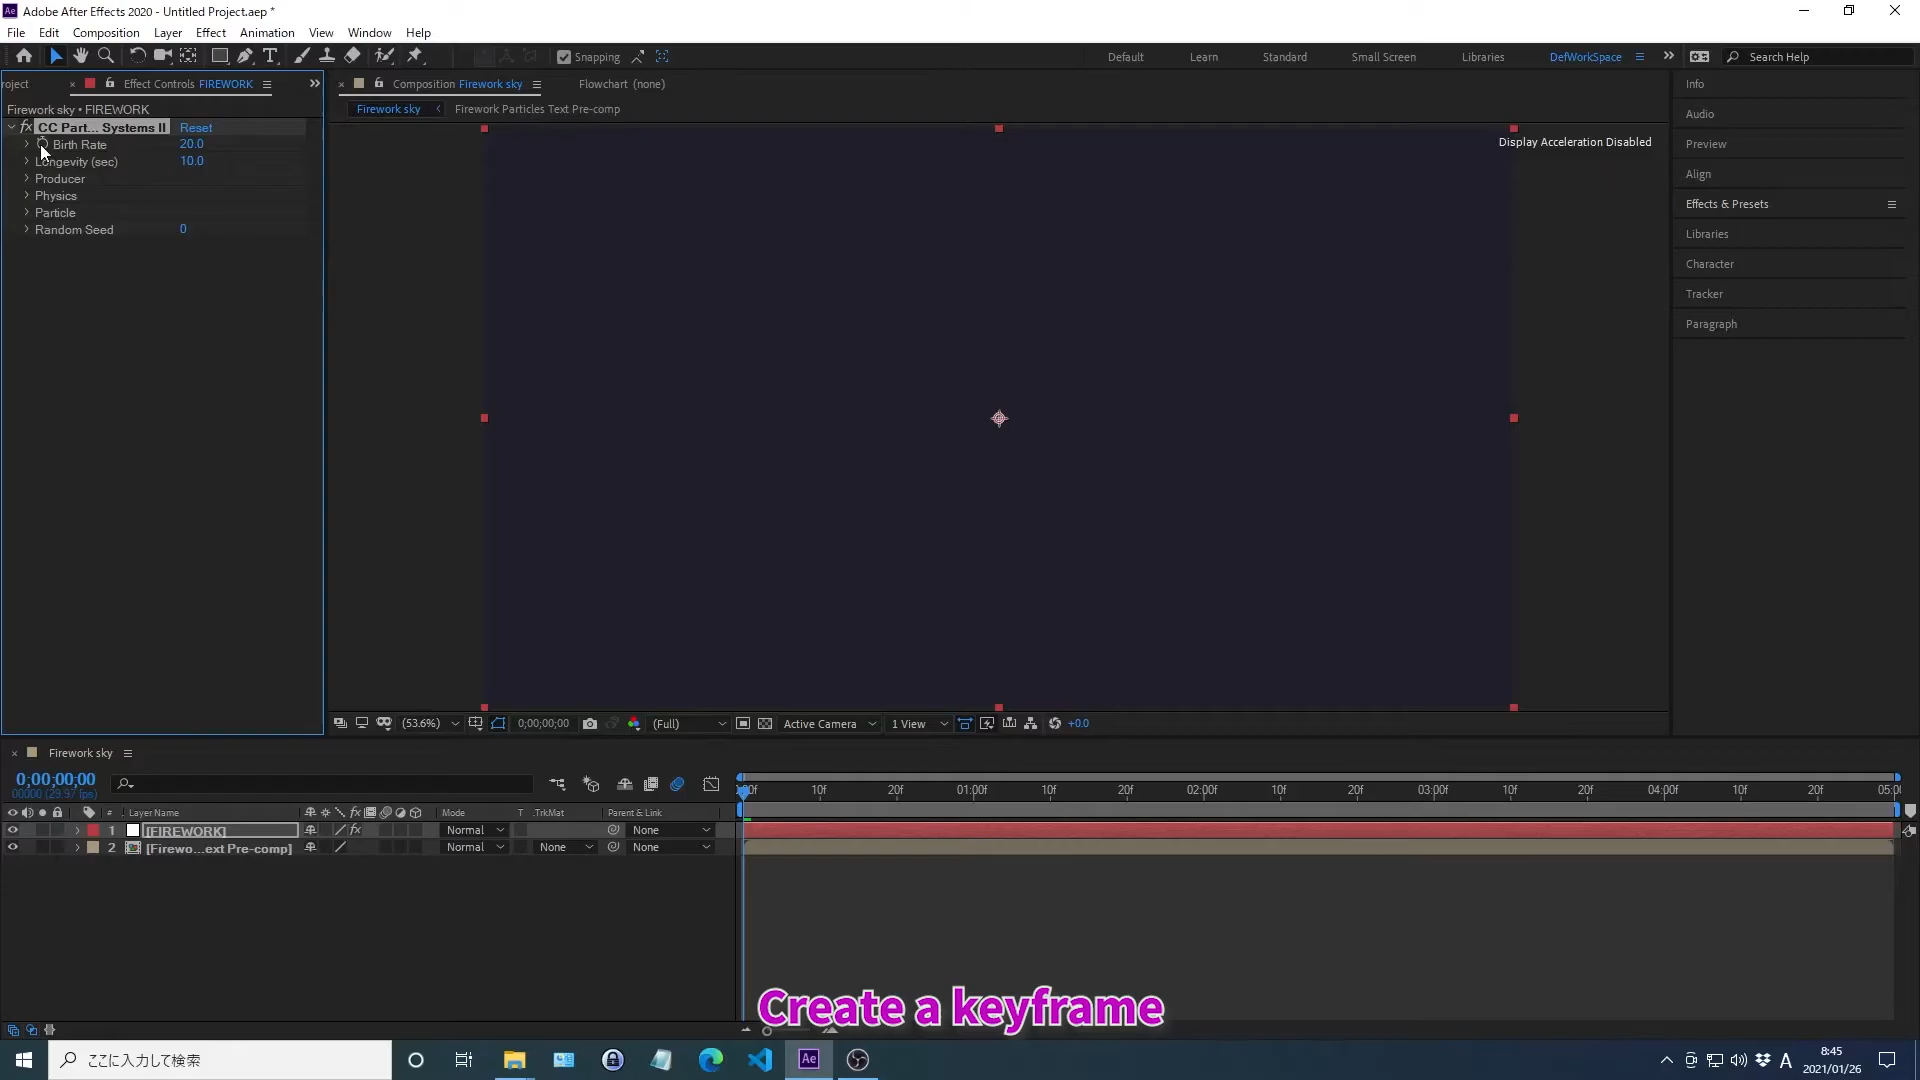 Adobe After Effects 2020 - Untitled Project.aep *
File Edit Composition Layer Effect Animation View Window Help
Snapping Default Learn Standard Small Screen Libraries DefWorkSpace Search Help
roject Effect Controls FIREWORK
Composition Firework sky Flowchart (none)
Firework sky • FIREWORK
Firework sky Firework Particles Text Pre-comp
fx CC Part... Systems II Reset
Birth Rate 20.0
Longevity (sec) 10.0
Producer
Physics
Particle
Random Seed 0
Display Acceleration Disabled
Info
Audio
Preview
Align
Effects & Presets
Libraries
Character
Tracker
Paragraph
(53.6%) 0;00;00;00 (Full) Active Camera 1 View +0.0
Firework sky
0;00;00;00
00000 (29.97 fps)
10f 20f 01:00f 10f 20f 02:00f 10f 20f 03:00f 10f 20f 04:00f 10f 20f
# Layer Name fx Mode T .TrkMat Parent & Link
1 [FIREWORK] fx Normal None
2 [Firewo...ext Pre-comp] Normal None None
Create a keyframe
ここに入力して検索
Ae
A
8:45
2021/01/26